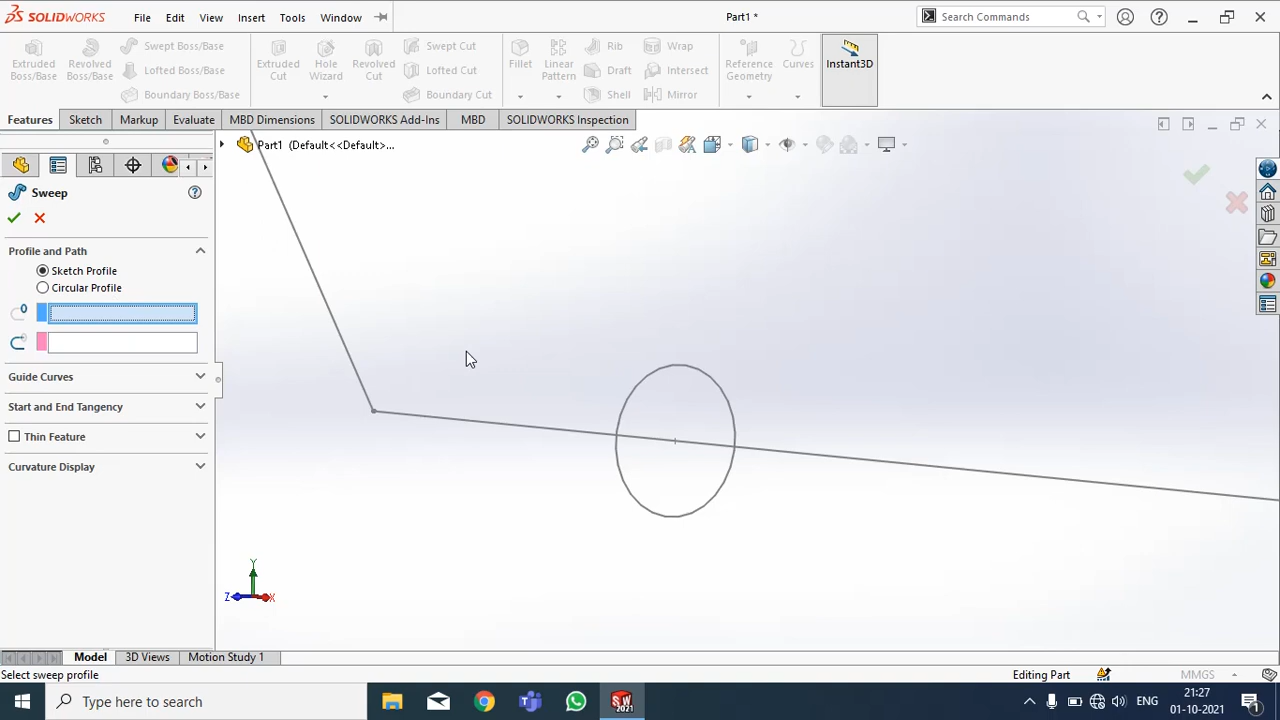 SOLIDWORKS File Edit View Insert Tools Window Part1 * Search Commands
Extruded Boss/Base Revolved Boss/Base Swept Boss/Base Lofted Boss/Base Boundary Boss/Base Extruded Cut Hole Wizard Revolved Cut Swept Cut Lofted Cut Boundary Cut Fillet Linear Pattern Rib Draft Shell Wrap Intersect Mirror Reference Geometry Curves Instant3D
Features Sketch Markup Evaluate MBD Dimensions SOLIDWORKS Add-Ins MBD SOLIDWORKS Inspection
Part1 (Default<<Default>...
Sweep
Profile and Path
Sketch Profile
Circular Profile
Guide Curves
Start and End Tangency
Thin Feature
Curvature Display
Y
Z X
Model 3D Views Motion Study 1
Select sweep profile Editing Part MMGS
Type here to search ENG 21:27
01-10-2021